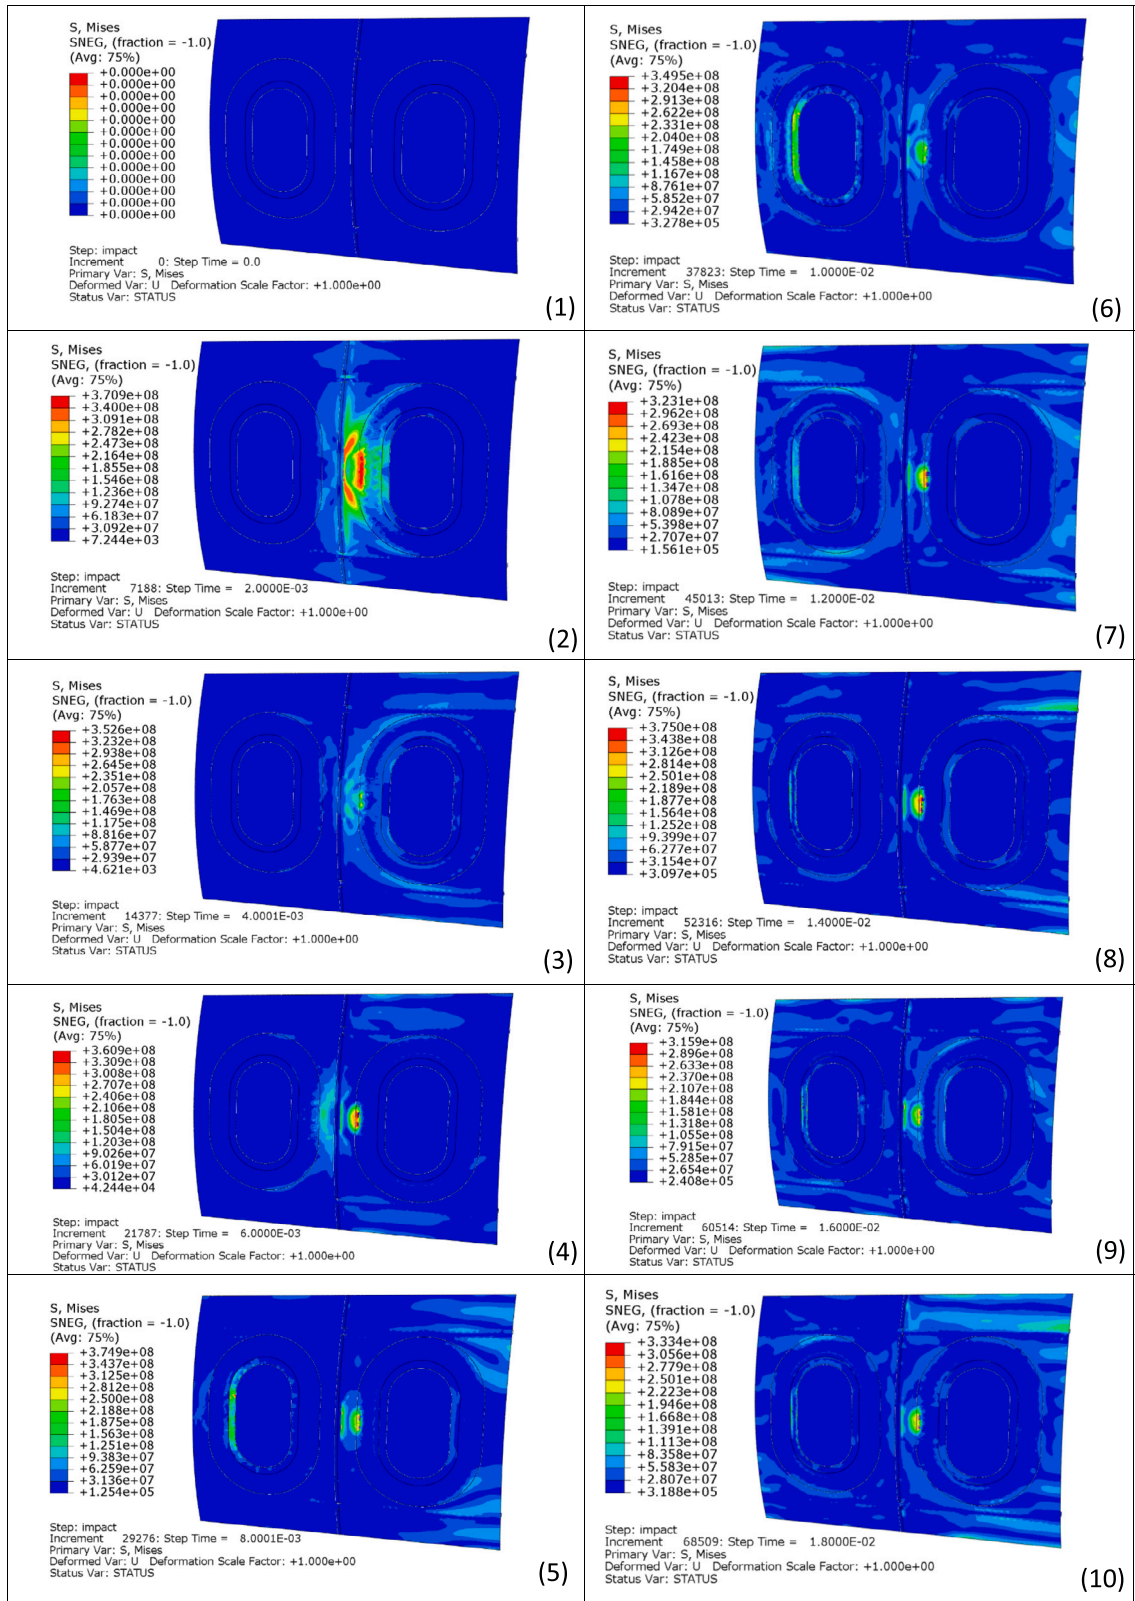 S, Mises
SNEG, (fraction = -1.0)
(Avg: 75%)
+0.000e+00
+0.000e+00
+0.000e+00
+0.000e+00
+0.000e+00
+0.000e+00
+0.000e+00
+0.000e+00
+0.000e+00
+0.000e+00
+0.000e+00
+0.000e+00
+0.000e+00
Step: impact
Increment 0: Step Time = 0.0
Primary Var: S, Mises
Deformed Var: U Deformation Scale Factor: +1.000e+00
Status Var: STATUS
(1)
S, Mises
SNEG, (fraction = -1.0)
(Avg: 75%)
+3.709e+08
+3.400e+08
+3.091e+08
+2.782e+08
+2.473e+08
+2.164e+08
+1.855e+08
+1.546e+08
+1.236e+08
+9.274e+07
+6.183e+07
+3.092e+07
+7.244e+03
Step: impact
Increment 7188: Step Time = 2.0000E-03
Primary Var: S, Mises
Deformed Var: U Deformation Scale Factor: +1.000e+00
Status Var: STATUS
(2)
S, Mises
SNEG, (fraction = -1.0)
(Avg: 75%)
+3.526e+08
+3.232e+08
+2.938e+08
+2.645e+08
+2.351e+08
+2.057e+08
+1.763e+08
+1.469e+08
+1.175e+08
+8.816e+07
+5.877e+07
+2.939e+07
+4.621e+03
Step: impact
Increment 14377: Step Time = 4.0001E-03
Primary Var: S, Mises
Deformed Var: U Deformation Scale Factor: +1.000e+00
Status Var: STATUS
(3)
S, Mises
SNEG, (fraction = -1.0)
(Avg: 75%)
+3.609e+08
+3.309e+08
+3.008e+08
+2.707e+08
+2.406e+08
+2.106e+08
+1.805e+08
+1.504e+08
+1.203e+08
+9.026e+07
+6.019e+07
+3.012e+07
+4.244e+04
Step: impact
Increment 21787: Step Time = 6.0000E-03
Primary Var: S, Mises
Deformed Var: U Deformation Scale Factor: +1.000e+00
Status Var: STATUS
(4)
S, Mises
SNEG, (fraction = -1.0)
(Avg: 75%)
+3.749e+08
+3.437e+08
+3.125e+08
+2.812e+08
+2.500e+08
+2.188e+08
+1.875e+08
+1.563e+08
+1.251e+08
+9.383e+07
+6.259e+07
+3.136e+07
+1.254e+05
Step: impact
Increment 29276: Step Time = 8.0001E-03
Primary Var: S, Mises
Deformed Var: U Deformation Scale Factor: +1.000e+00
Status Var: STATUS
(5)
S, Mises
SNEG, (fraction = -1.0)
(Avg: 75%)
+3.495e+08
+3.204e+08
+2.913e+08
+2.622e+08
+2.331e+08
+2.040e+08
+1.749e+08
+1.458e+08
+1.167e+08
+8.761e+07
+5.852e+07
+2.942e+07
+3.278e+05
Step: impact
Increment 37823: Step Time = 1.0000E-02
Primary Var: S, Mises
Deformed Var: U Deformation Scale Factor: +1.000e+00
Status Var: STATUS
(6)
S, Mises
SNEG, (fraction = -1.0)
(Avg: 75%)
+3.231e+08
+2.962e+08
+2.693e+08
+2.423e+08
+2.154e+08
+1.885e+08
+1.616e+08
+1.347e+08
+1.078e+08
+8.089e+07
+5.398e+07
+2.707e+07
+1.561e+05
Step: impact
Increment 45013: Step Time = 1.2000E-02
Primary Var: S, Mises
Deformed Var: U Deformation Scale Factor: +1.000e+00
Status Var: STATUS
(7)
S, Mises
SNEG, (fraction = -1.0)
(Avg: 75%)
+3.750e+08
+3.438e+08
+3.126e+08
+2.814e+08
+2.501e+08
+2.189e+08
+1.877e+08
+1.564e+08
+1.252e+08
+9.399e+07
+6.277e+07
+3.154e+07
+3.097e+05
Step: impact
Increment 52316: Step Time = 1.4000E-02
Primary Var: S, Mises
Deformed Var: U Deformation Scale Factor: +1.000e+00
Status Var: STATUS
(8)
S, Mises
SNEG, (fraction = -1.0)
(Avg: 75%)
+3.159e+08
+2.896e+08
+2.633e+08
+2.370e+08
+2.107e+08
+1.844e+08
+1.581e+08
+1.318e+08
+1.055e+08
+7.915e+07
+5.285e+07
+2.654e+07
+2.408e+05
Step: impact
Increment 60514: Step Time = 1.6000E-02
Primary Var: S, Mises
Deformed Var: U Deformation Scale Factor: +1.000e+00
Status Var: STATUS
(9)
S, Mises
SNEG, (fraction = -1.0)
(Avg: 75%)
+3.334e+08
+3.056e+08
+2.779e+08
+2.501e+08
+2.223e+08
+1.946e+08
+1.668e+08
+1.391e+08
+1.113e+08
+8.358e+07
+5.583e+07
+2.807e+07
+3.188e+05
Step: impact
Increment 68509: Step Time = 1.8000E-02
Primary Var: S, Mises
Deformed Var: U Deformation Scale Factor: +1.000e+00
Status Var: STATUS
(10)